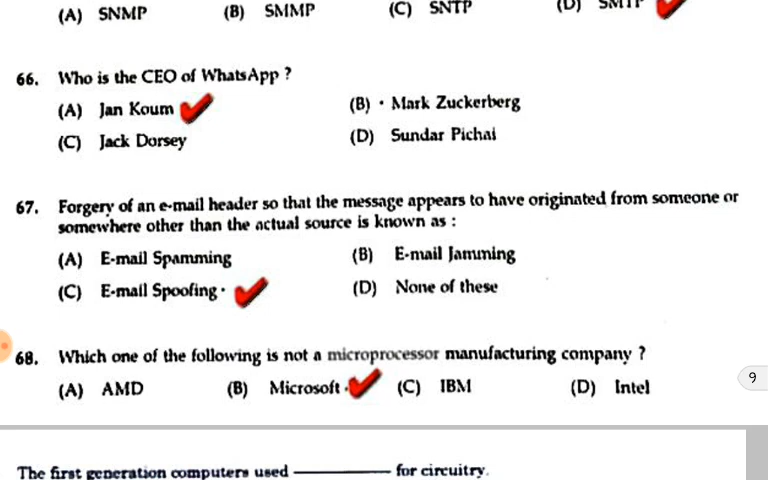 (A) SNMP (B) SMMP (C) SNTP (D) SMTP
66. Who is the CEO of WhatsApp ?
(A) Jan Koum (B) · Mark Zuckerberg
(C) Jack Dorsey (D) Sundar Pichai
67. Forgery of an e-mail header so that the message appears to have originated from someone or
somewhere other than the actual source is known as :
(A) E-mail Spamming (B) E-mail Jamming
(C) E-mail Spoofing · (D) None of these
68. Which one of the following is not a microprocessor manufacturing company ?
(A) AMD (B) Microsoft · (C) IBM (D) Intel
9
The first generation computers used ________ for circuitry.